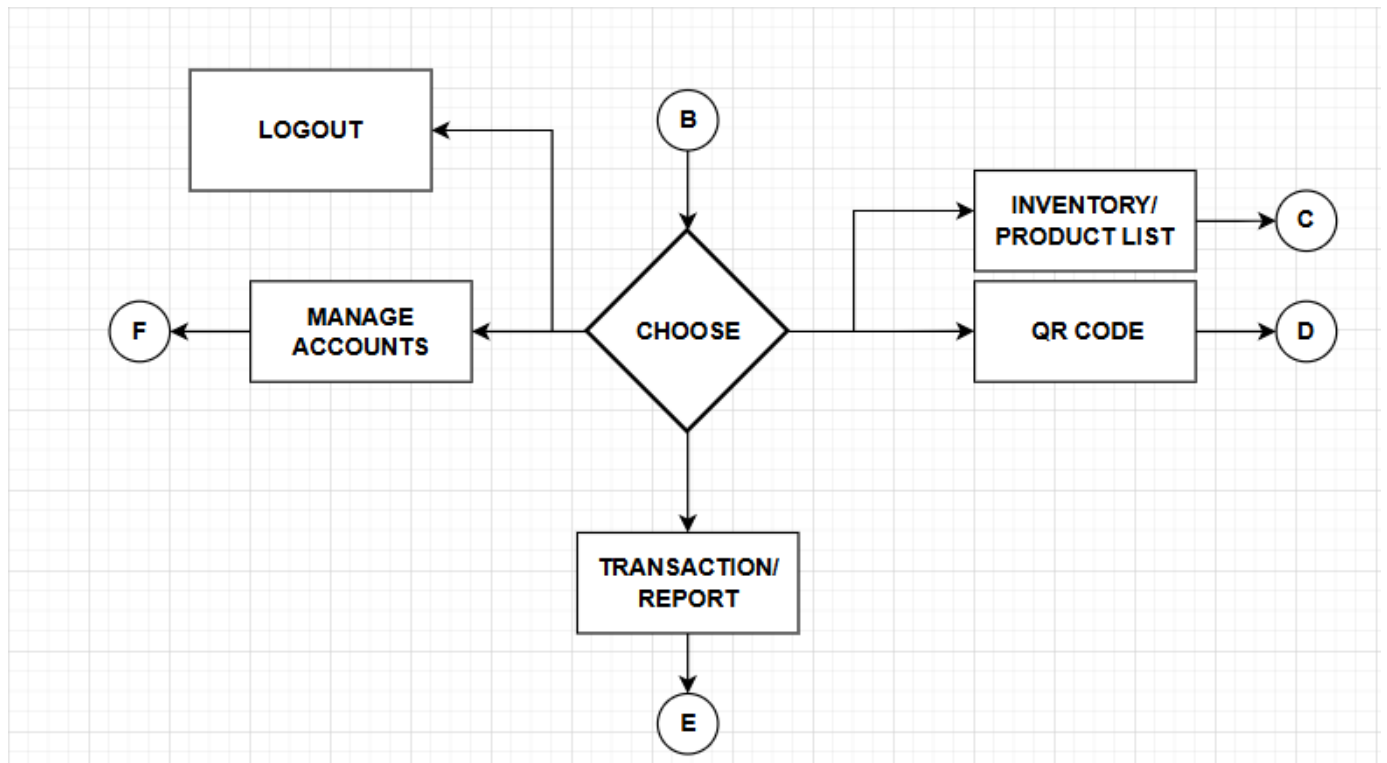 LOGOUT
B
INVENTORY/
PRODUCT LIST
C
F
MANAGE
ACCOUNTS
CHOOSE
QR CODE
D
TRANSACTION/
REPORT
E